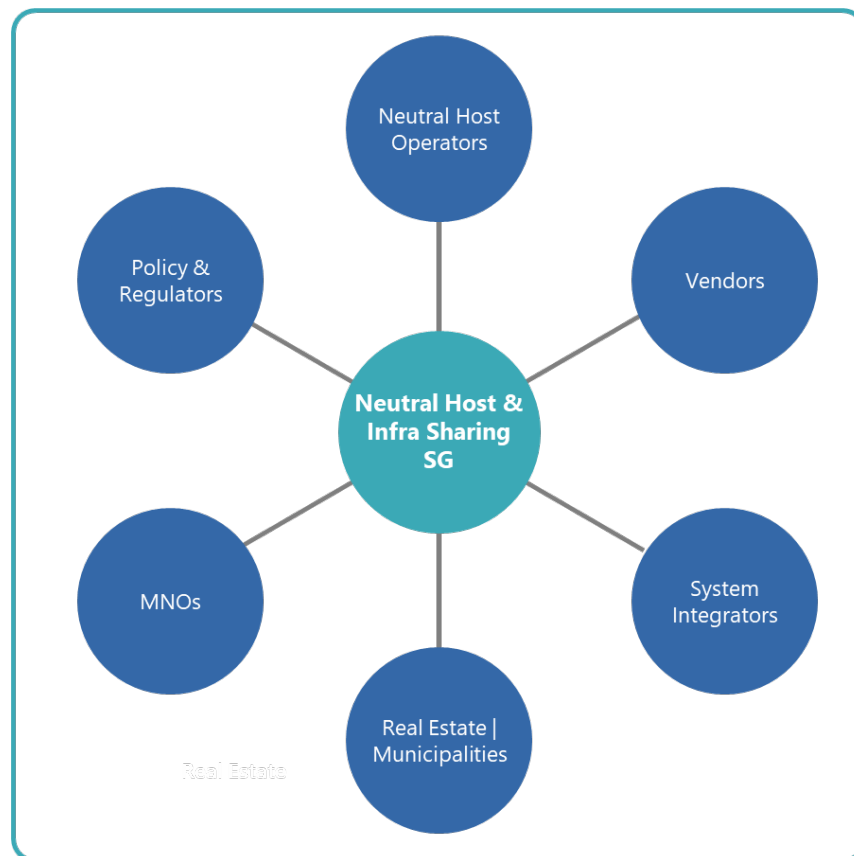 Neutral Host
Operators
Policy &
Regulators
Vendors
Neutral Host &
Infra Sharing
SG
MNOs
System
Integrators
Real Estate |
Municipalities
Real Estate